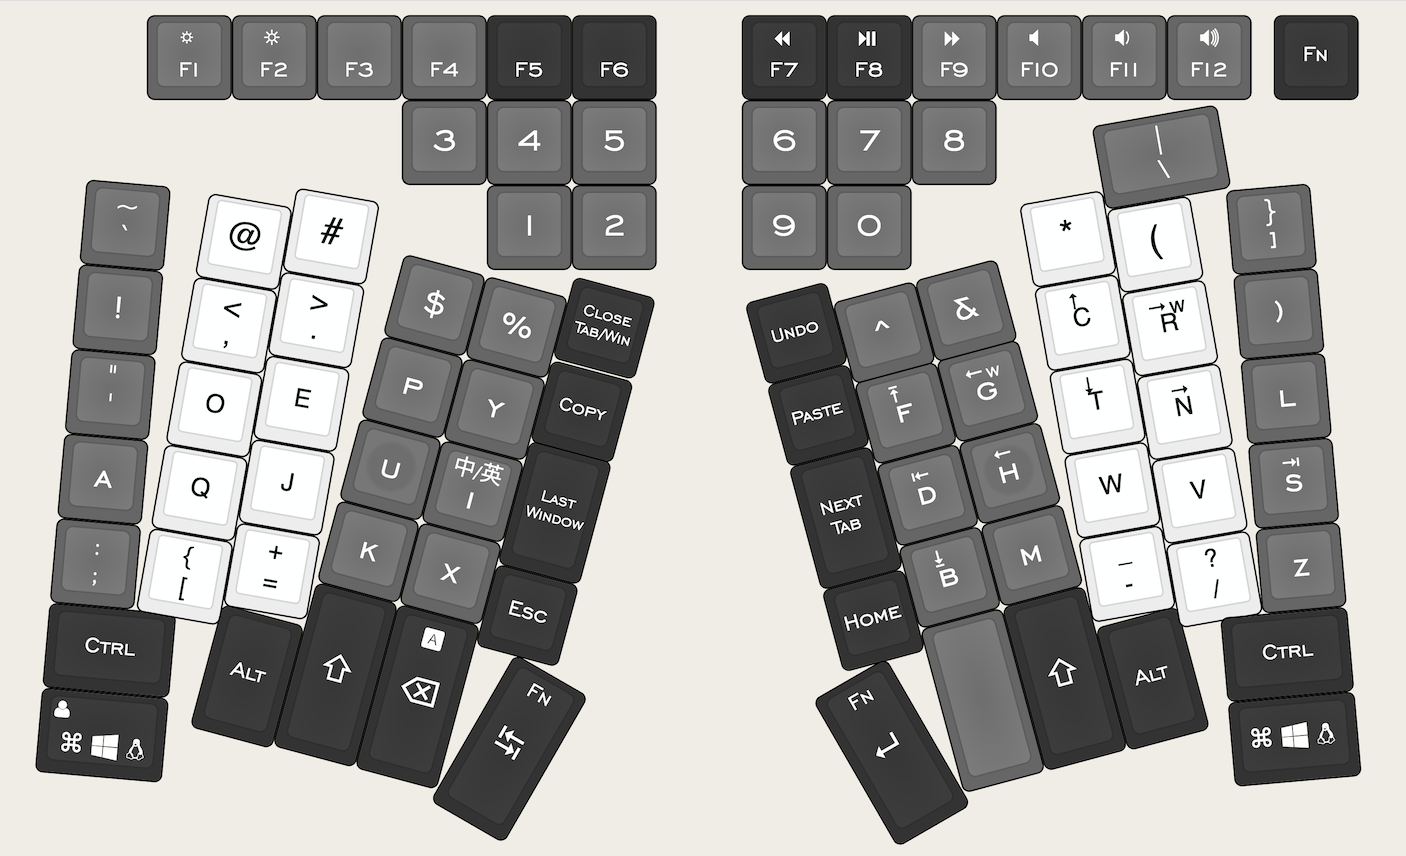 F1 F2 F3 F4 F5 F6 F7 F8 F9 F10 F11 F12 FN
3 4 5 6 7 8
|
\
1 2 9 0
~
`
@ # * (
}
]
!
<
,
>
.
$ %
CLOSE
TAB/WIN
UNDO
^ &
C
W
R
)
"
'
O E P Y COPY PASTE F
W
G
T N L
A Q J U
中/英
I
LAST
WINDOW
NEXT
TAB
D H W V S
:
;
{
[
+
=
K X ESC HOME B M
_
-
?
/
Z
CTRL ALT
A
FN
FN
ALT CTRL
⌘ ⌘